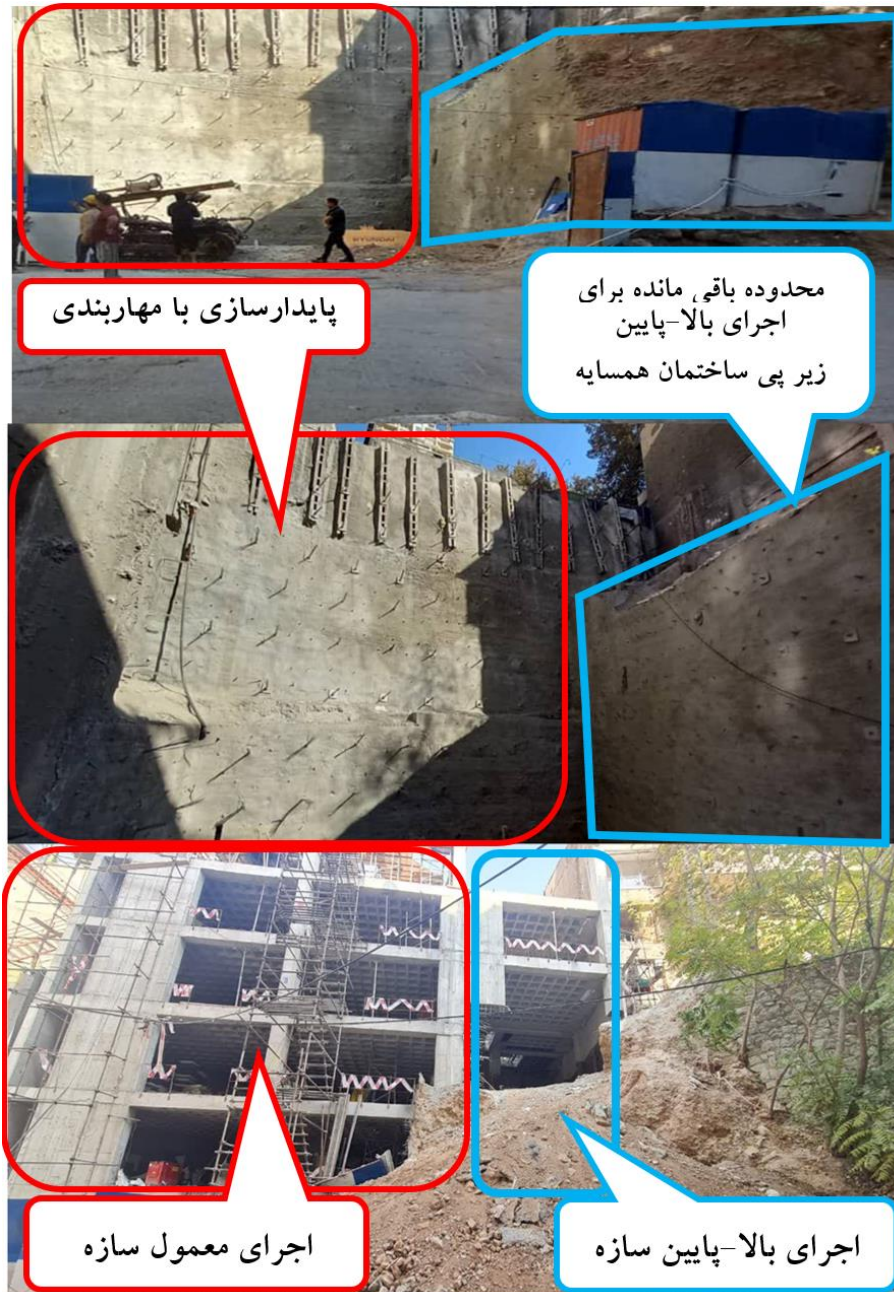 پایدارسازی با مهاربندی
محدوده باقی مانده برای
اجرای بالا-پایین
زیر پی ساختمان همسایه
HYUNDAI
اجرای معمول سازه
اجرای بالا-پایین سازه